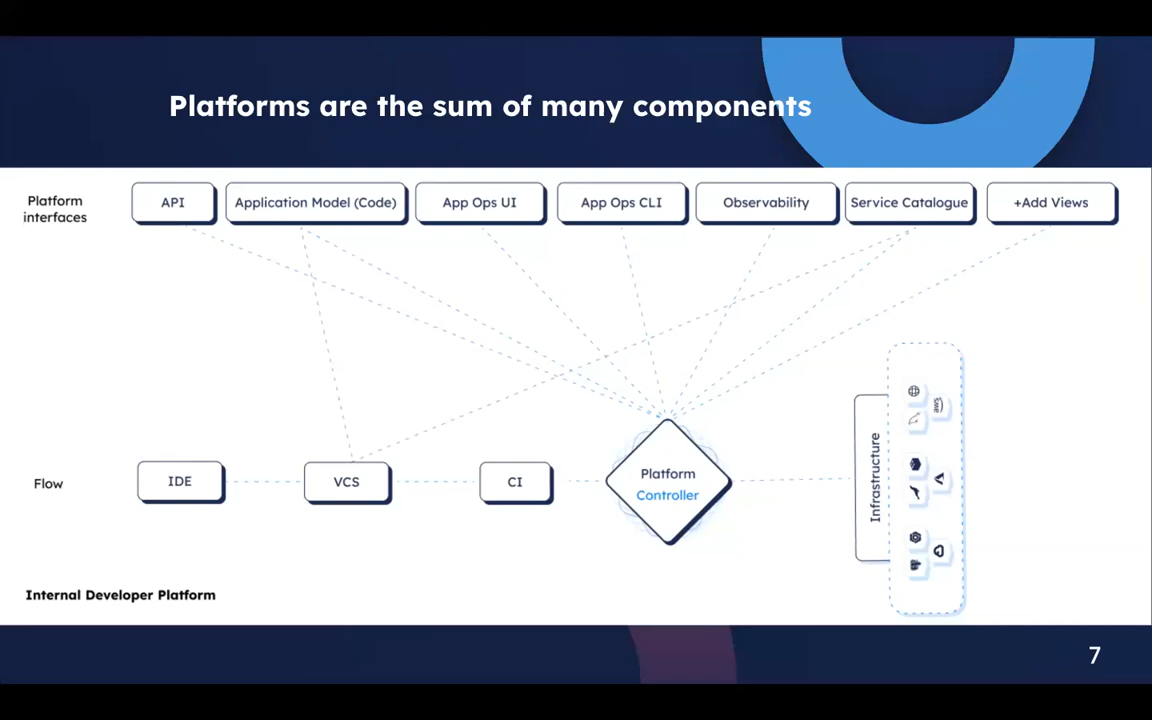 Platforms are the sum of many components
Platform
interfaces
API
Application Model (Code)
App Ops UI
App Ops CLI
Observability
Service Catalogue
+Add Views
Flow
IDE
VCS
CI
Platform
Controller
Infrastructure
aws
Internal Developer Platform
7